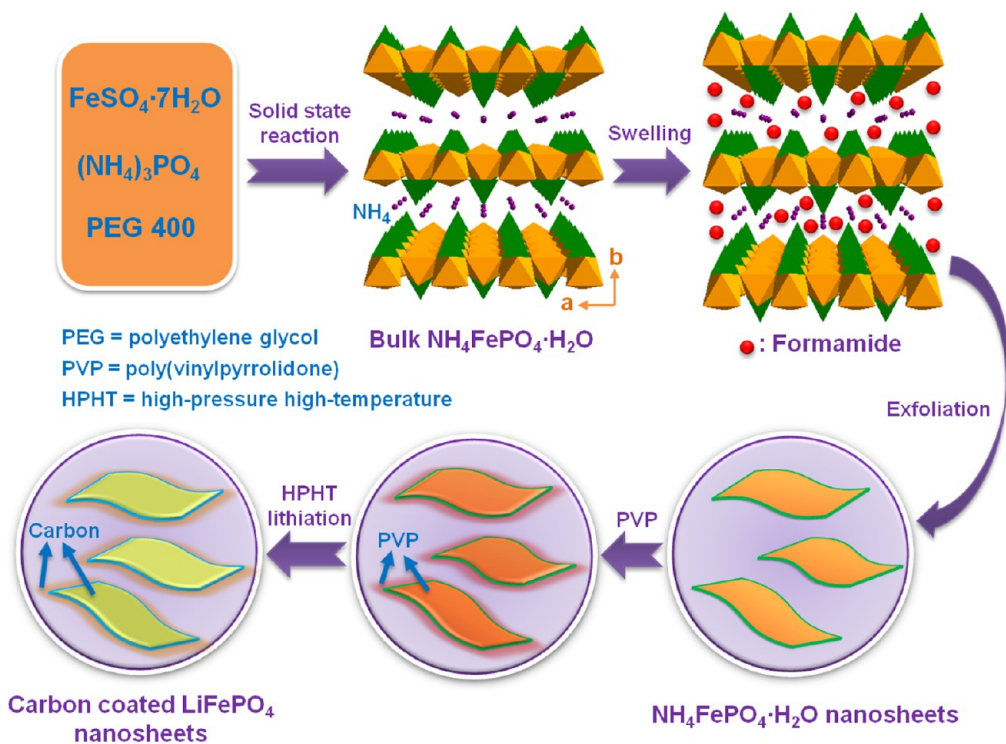 FeSO₄·7H₂O
(NH₄)₃PO₄
PEG 400
Solid state
reaction
NH₄
b
a
Bulk NH₄FePO₄·H₂O
Swelling
: Formamide
PEG = polyethylene glycol
PVP = poly(vinylpyrrolidone)
HPHT = high-pressure high-temperature
Exfoliation
Carbon
HPHT
lithiation
PVP
PVP
Carbon coated LiFePO₄
nanosheets
NH₄FePO₄·H₂O nanosheets